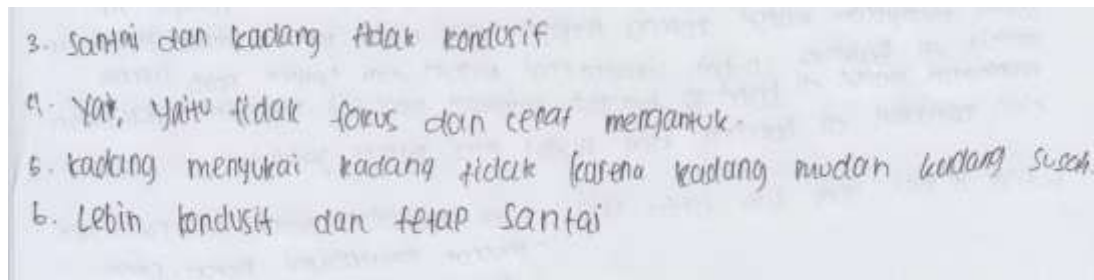 3. Santai dan kadang tidak kondusif
4. Yak, yaitu tidak fokus dan cepat mengantuk.
5. kadang menyukai kadang tidak karena kadang mudah kadang susah.
6. Lebih kondusif dan tetap santai